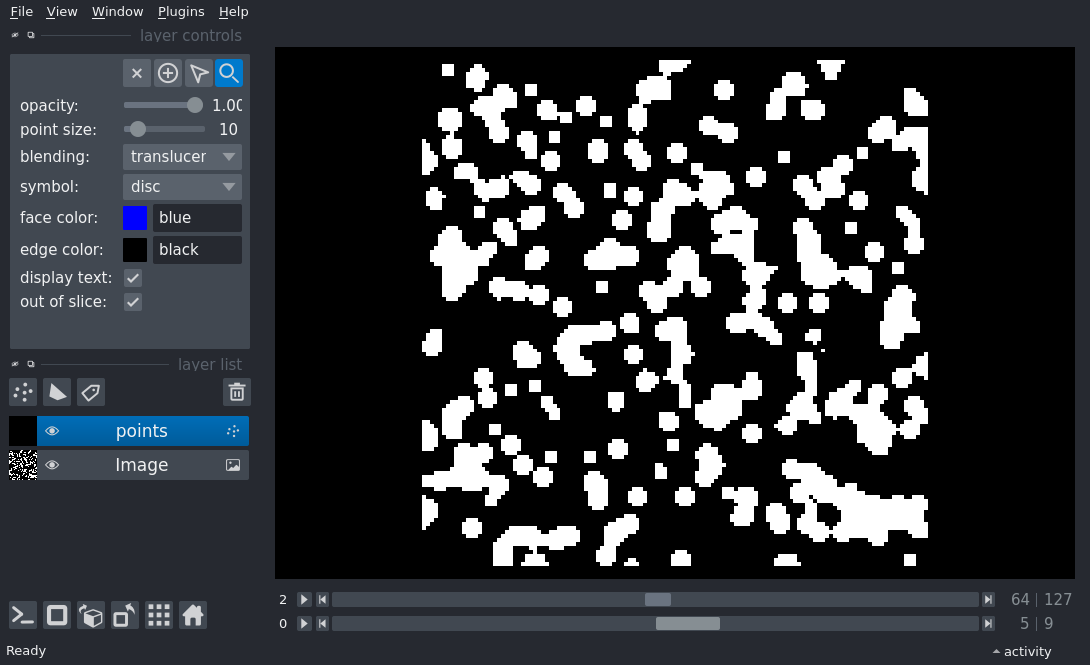 File View Window Plugins Help
layer controls
opacity: 1.00
point size: 10
blending: translucer
symbol: disc
face color: blue
edge color: black
display text:
out of slice:
layer list
points
Image
2 64 | 127
0 5 | 9
Ready activity